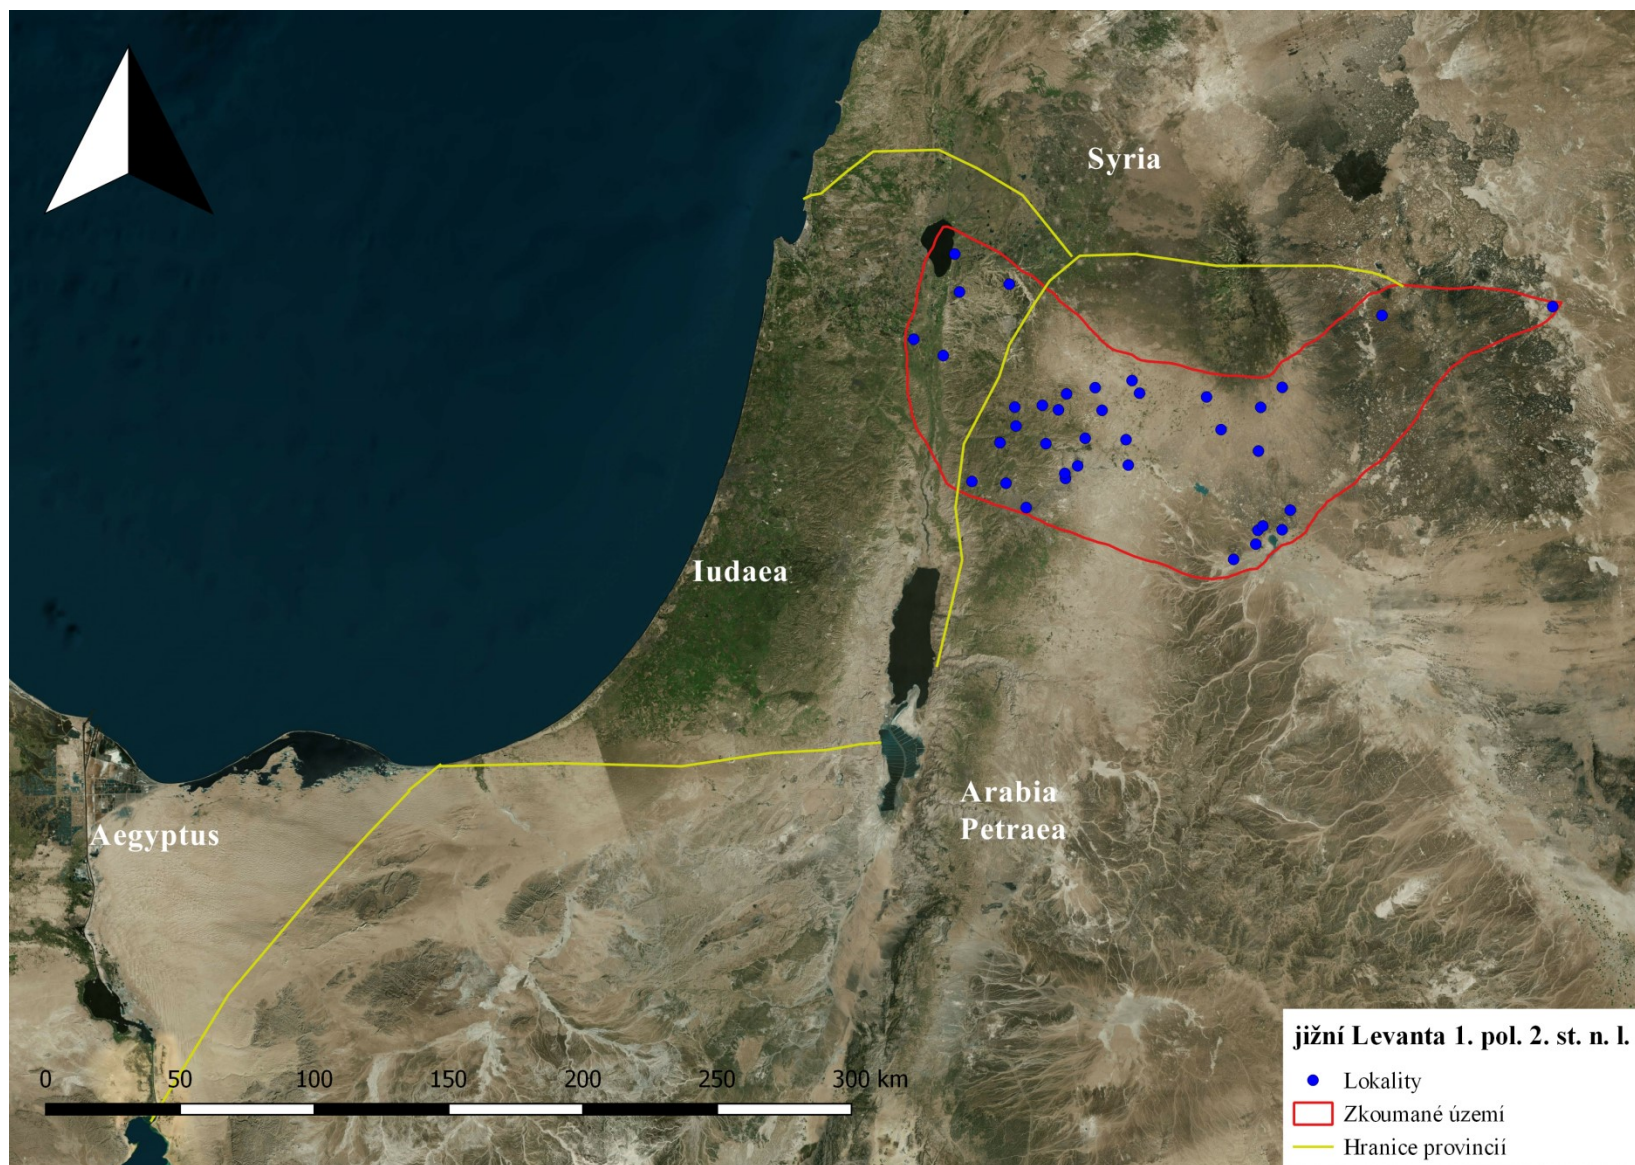 Syria
Iudaea
Arabia
Petraea
Aegyptus
0 50 100 150 200 250 300 km
jižní Levanta 1. pol. 2. st. n. l.
Lokality
Zkoumané území
Hranice provincií